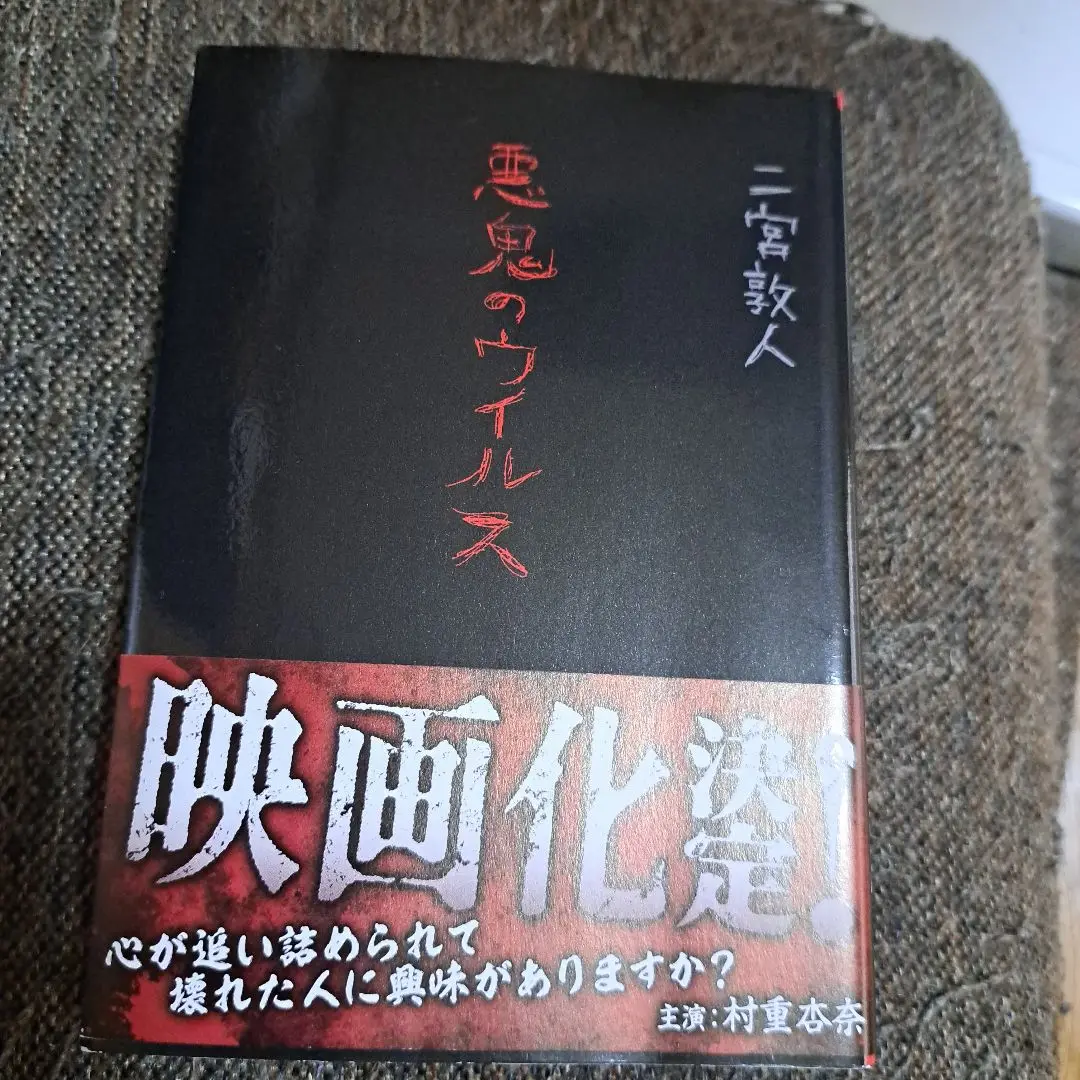 二宮敦人
悪鬼のウイルス
映画化決定!
心が追い詰められて
壊れた人に興味がありますか?
主演:村重杏奈